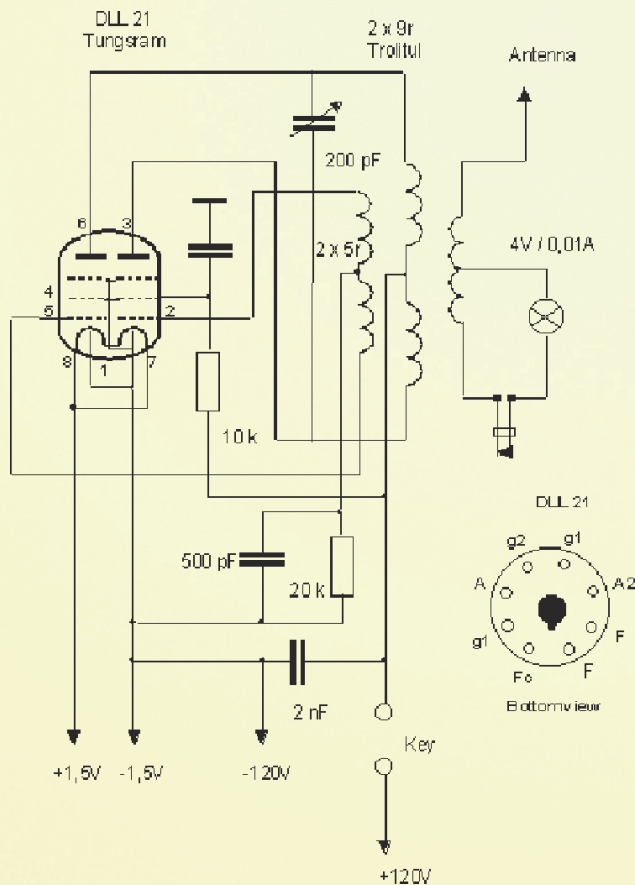 DLL 21
Tungsram
2 x 9r
Trolitul
Antenna
200 pF
6
3
2 x 5r
4V / 0,01A
4
5
2
8
1
7
10 k
DLL 21
g2
g1
500 pF
20 k
A
A2
g1
F
Fo
F
2 nF
Bottomview
Key
+1,5V
-1,5V
-120V
+120V